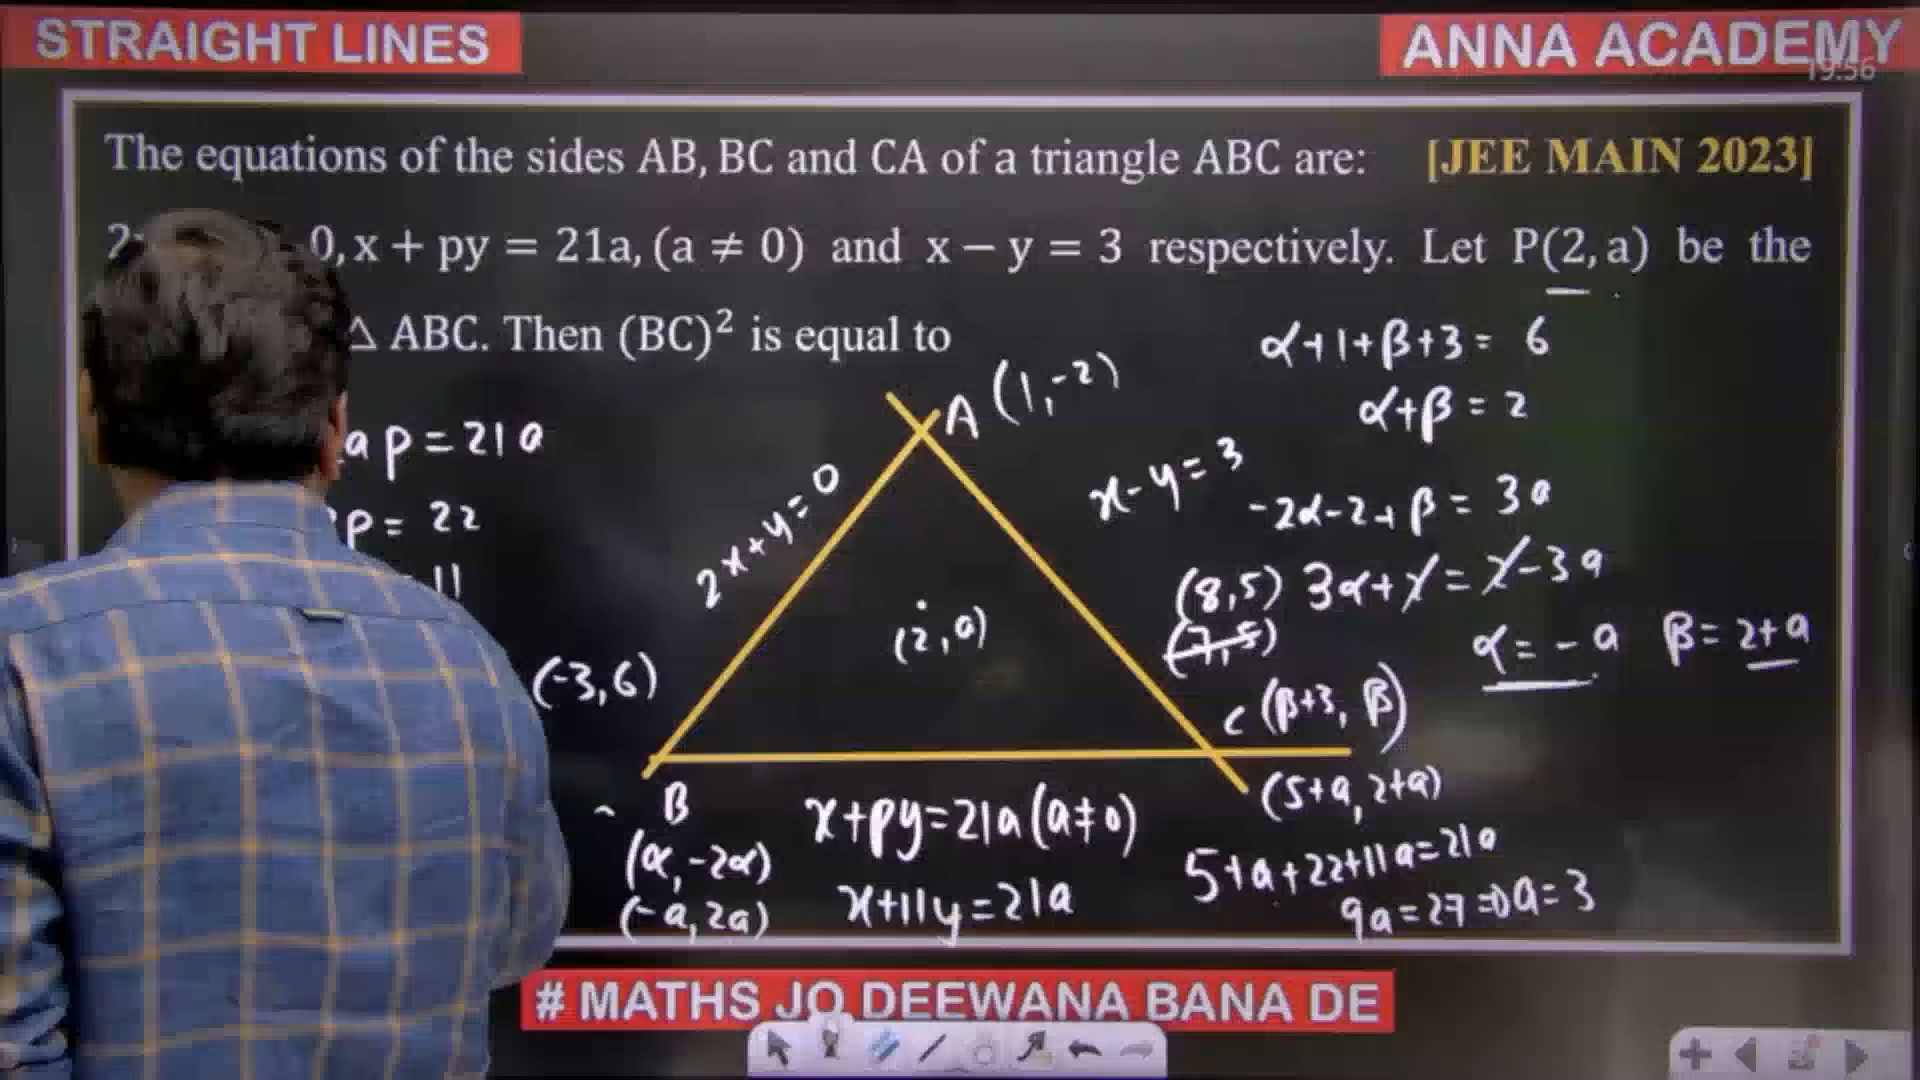 STRAIGHT LINES
ANNA ACADEMY
19:56
The equations of the sides AB, BC and CA of a triangle ABC are: [JEE MAIN 2023]
2 0, x + py = 21a, (a ≠ 0) and x − y = 3 respectively. Let P(2, a) be the
△ ABC. Then (BC)² is equal to
α+1+β+3 = 6
A (1,-2)
α+β = 2
a p = 21a
x-y=3
2x+y=0
-2α-2+β = 3a
p = 22
11
(8,5) 3α+x = x-3a
(2,a)
(7,5)
α = -a β = 2+a
(-3,6)
C (β+3, β)
(5+a, 2+a)
B
x+py=21a (a≠0)
(α,-2α)
5+a+22+11a=21a
(-a,2a)
x+11y=21a
9a=27⇒a=3
# MATHS JO DEEWANA BANA DE